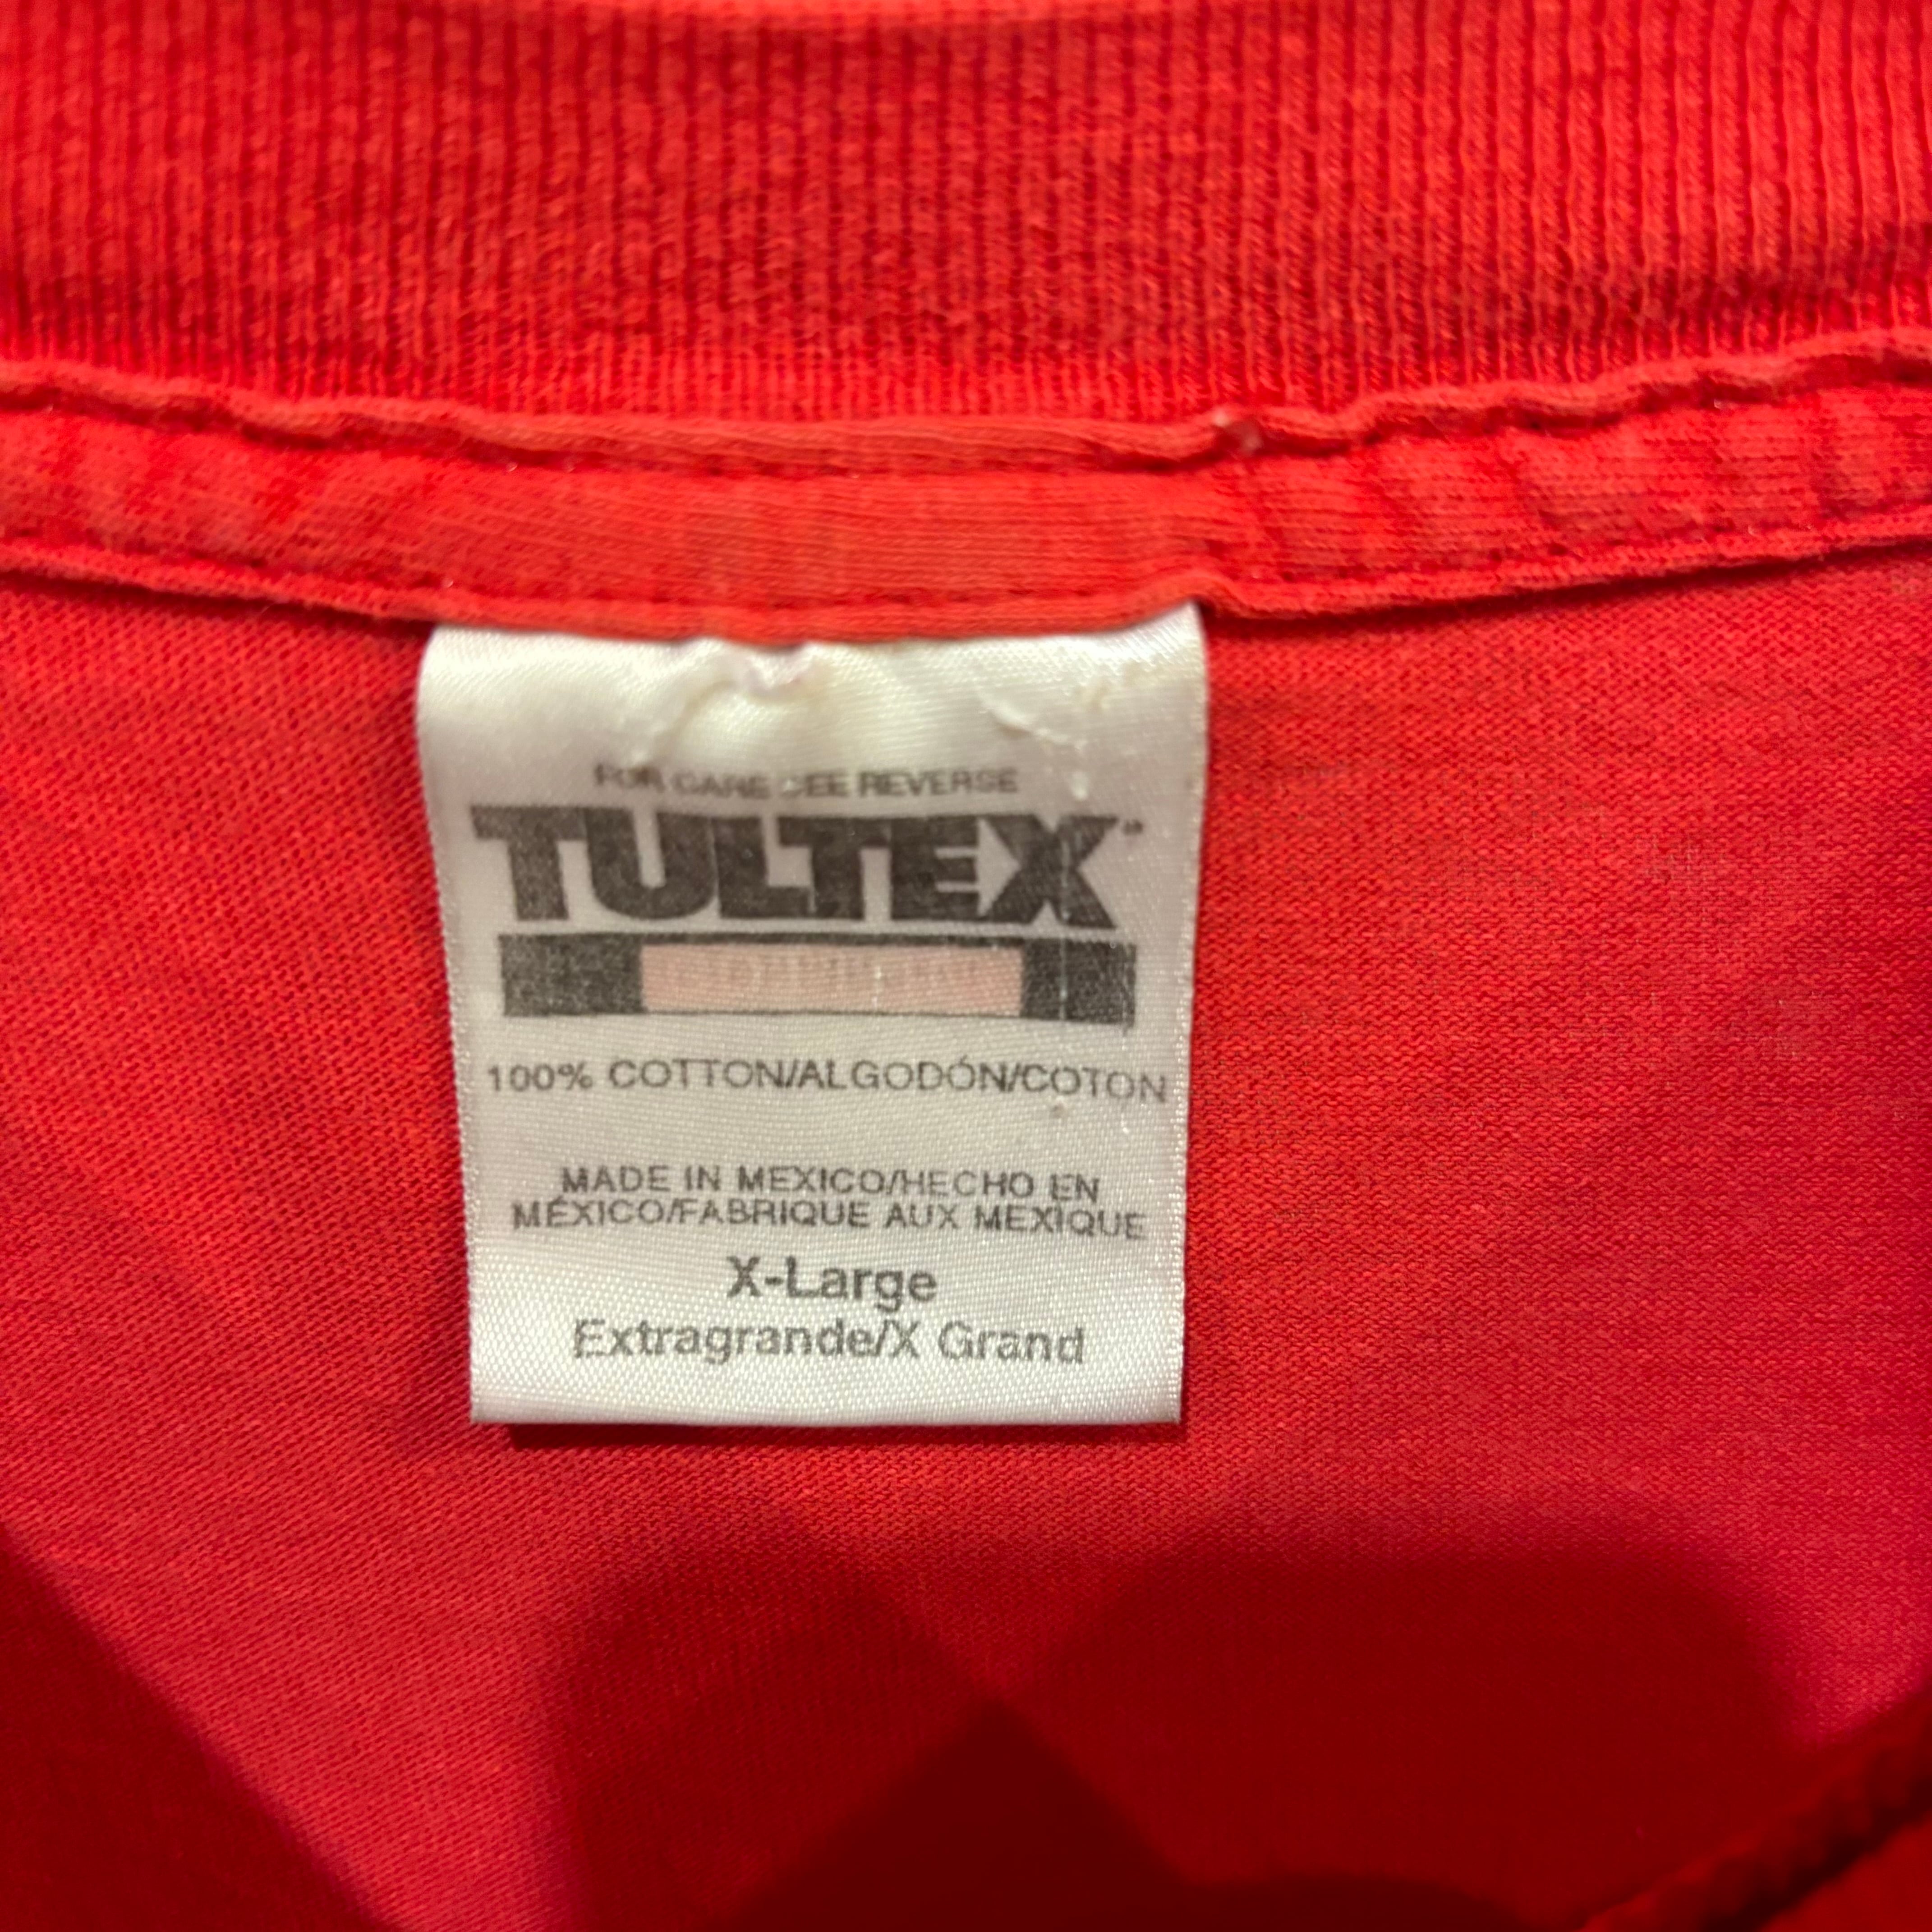 FOR CARE SEE REVERSE
TULTEX™
100% COTTON/ALGODÓN/COTON
MADE IN MEXICO/HECHO EN
MÉXICO/FABRIQUE AUX MEXIQUE
X-Large
Extragrande/X Grand